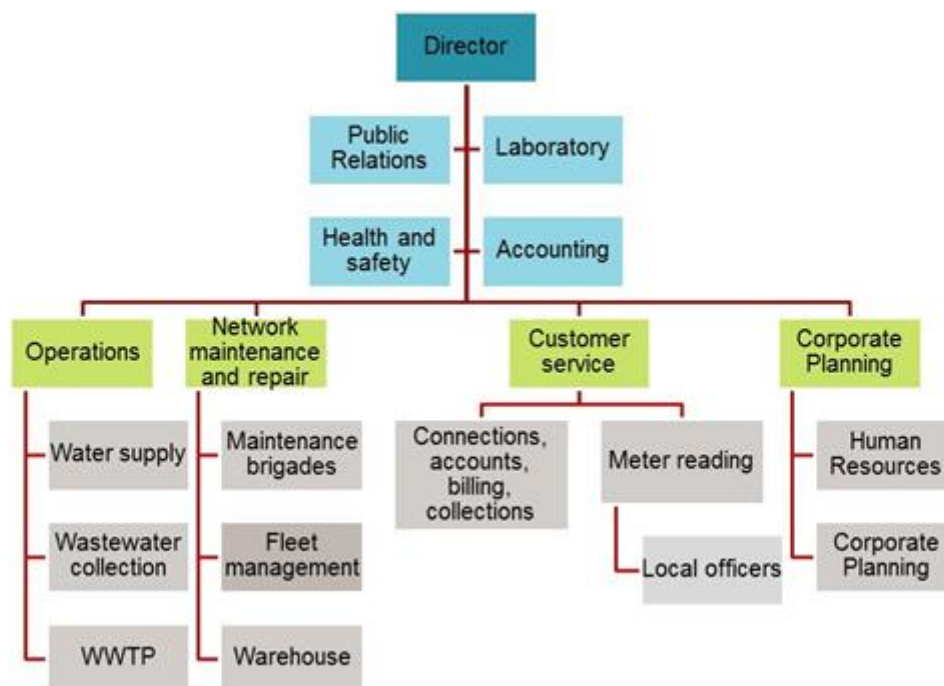 Director
Public
Relations
Laboratory
Health and
safety
Accounting
Operations
Network
maintenance
and repair
Customer
service
Corporate
Planning
Water supply
Maintenance
brigades
Connections,
accounts,
billing,
collections
Meter reading
Human
Resources
Wastewater
collection
Fleet
management
Local officers
Corporate
Planning
WWTP
Warehouse